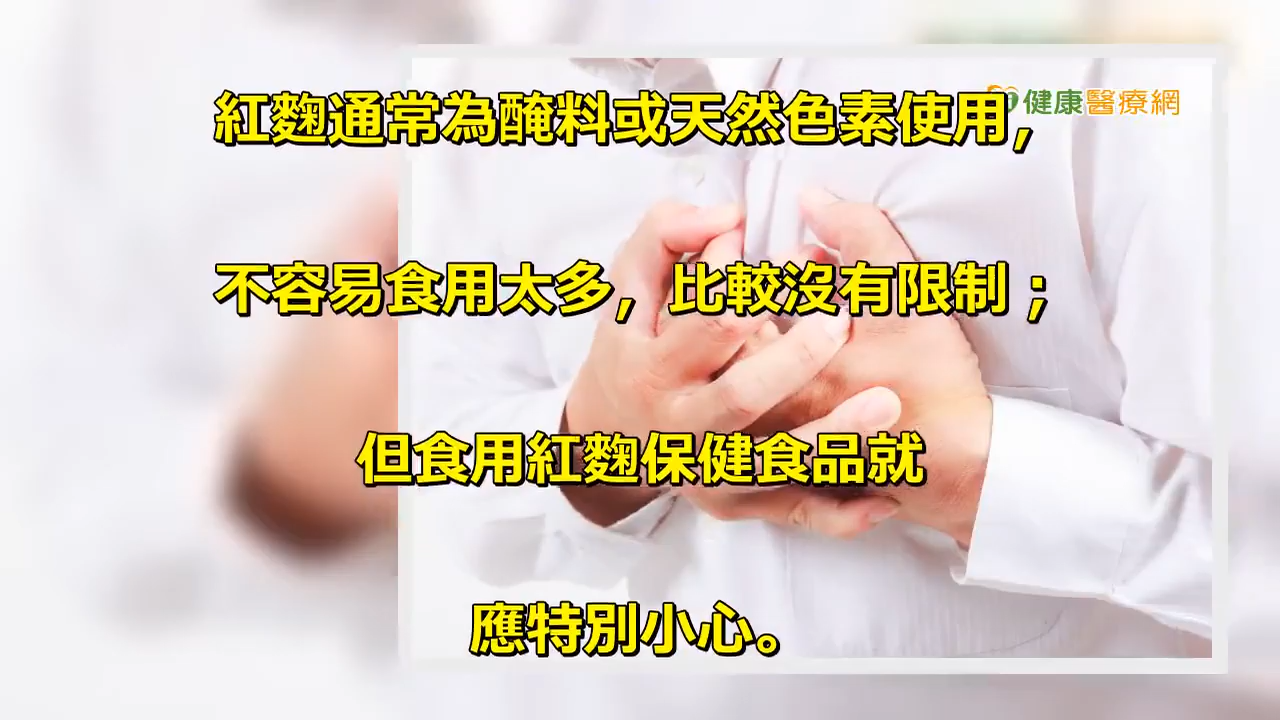 健康醫療網
紅麴通常為醃料或天然色素使用，
不容易食用太多，比較沒有限制；
但食用紅麴保健食品就
應特別小心。